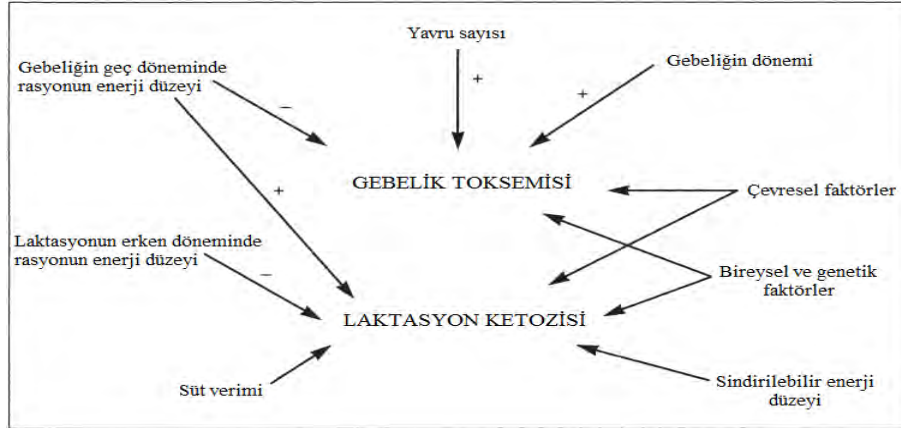 Yavru sayısı
Gebeliğin geç döneminde
rasyonun enerji düzeyi
Gebeliğin dönemi
+
+
–
GEBELİK TOKSEMİSİ
+
Çevresel faktörler
Laktasyonun erken döneminde
rasyonun enerji düzeyi
–
Bireysel ve genetik
faktörler
LAKTASYON KETOZİSİ
Süt verimi
Sindirilebilir enerji
düzeyi